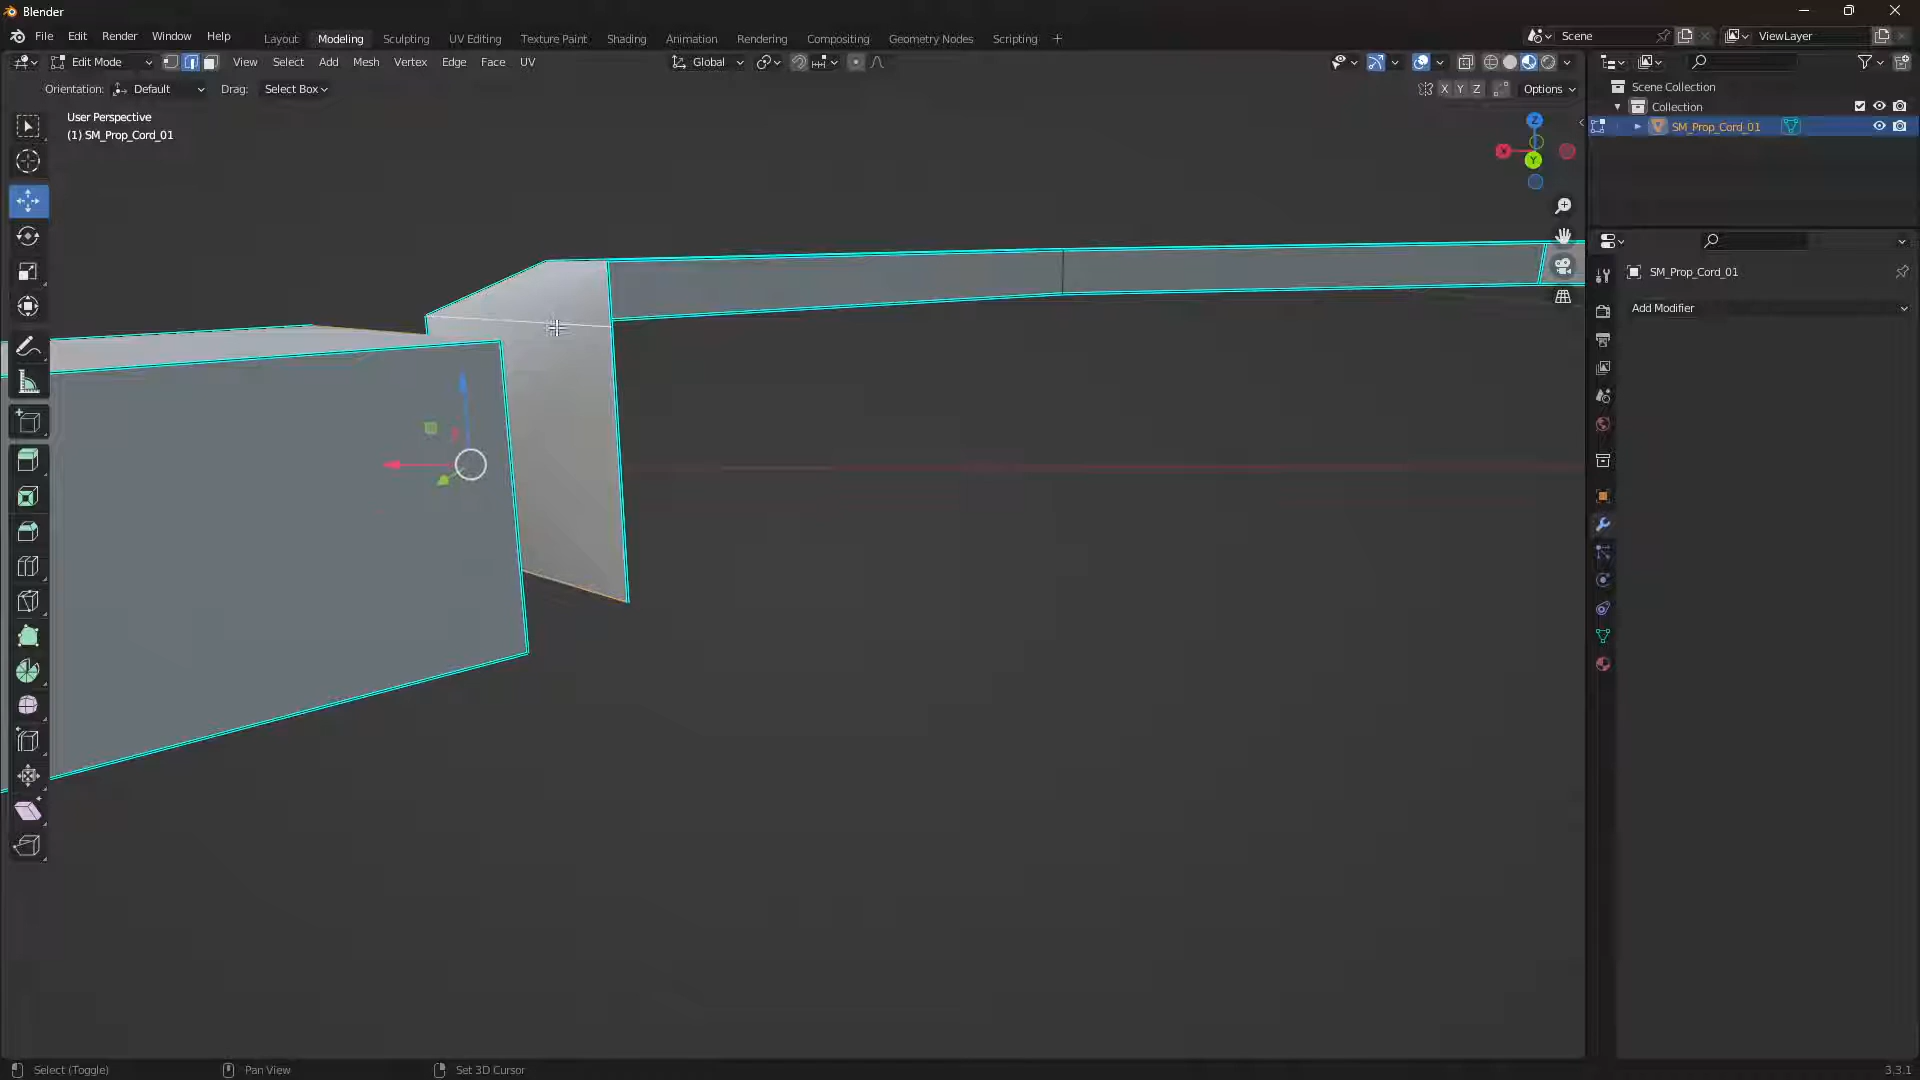 Blender
File Edit Render Window Help
Layout Modeling Sculpting UV Editing Texture Paint Shading Animation Rendering Compositing Geometry Nodes Scripting +
Scene
ViewLayer
Edit Mode
View Select Add Mesh Vertex Edge Face UV
Global
Orientation: Default Drag: Select Box
X Y Z
Options
Scene Collection
Collection
SM_Prop_Cord_01
User Perspective
(1) SM_Prop_Cord_01
Z
X
Y
SM_Prop_Cord_01
Add Modifier
Select (Toggle)
Pan View
Set 3D Cursor
3.3.1